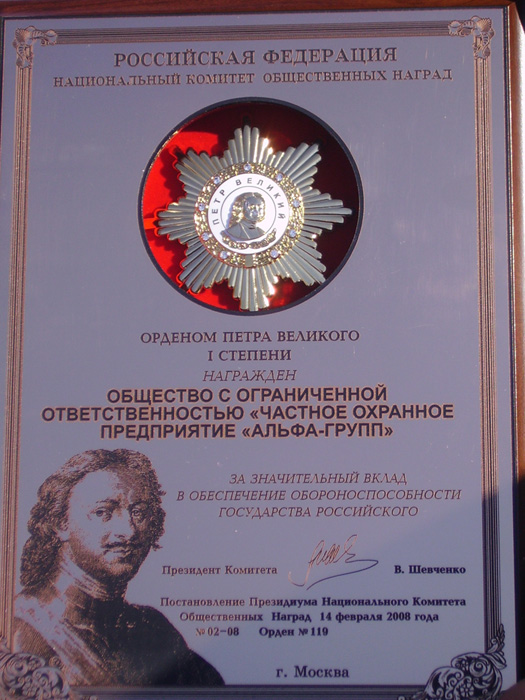 РОССИЙСКАЯ ФЕДЕРАЦИЯ
НАЦИОНАЛЬНЫЙ КОМИТЕТ ОБЩЕСТВЕННЫХ НАГРАД
ПЕТР ВЕЛИКИЙ
ОРДЕНОМ ПЕТРА ВЕЛИКОГО
I СТЕПЕНИ
НАГРАЖДЕН
ОБЩЕСТВО С ОГРАНИЧЕННОЙ
ОТВЕТСТВЕННОСТЬЮ «ЧАСТНОЕ ОХРАННОЕ
ПРЕДПРИЯТИЕ «АЛЬФА-ГРУПП»
ЗА ЗНАЧИТЕЛЬНЫЙ ВКЛАД
В ОБЕСПЕЧЕНИЕ ОБОРОНОСПОСОБНОСТИ
ГОСУДАРСТВА РОССИЙСКОГО
Президент Комитета В. Шевченко
Постановление Президиума Национального Комитета
Общественных Наград 14 февраля 2008 года
№ 02-08 Орден № 119
г. Москва